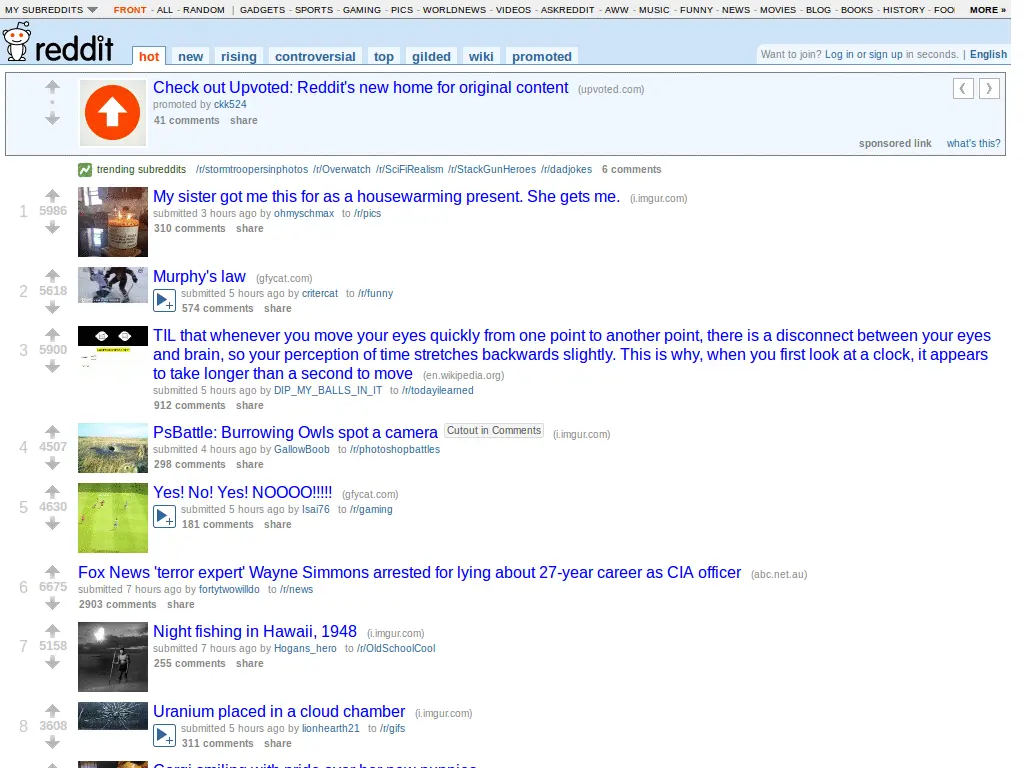 MY SUBREDDITS FRONT - ALL - RANDOM | GADGETS - SPORTS - GAMING - PICS - WORLDNEWS - VIDEOS - ASKREDDIT - AWW - MUSIC - FUNNY - NEWS - MOVIES - BLOG - BOOKS - HISTORY - FOO MORE »
reddit hot new rising controversial top gilded wiki promoted
Want to join? Log in or sign up in seconds. | English
Check out Upvoted: Reddit's new home for original content (upvoted.com)
promoted by ckk524
41 comments share
sponsored link what's this?
trending subreddits /r/stormtroopersinphotos /r/Overwatch /r/SciFiRealism /r/StackGunHeroes /r/dadjokes 6 comments
1 5986 My sister got me this for as a housewarming present. She gets me. (i.imgur.com)
submitted 3 hours ago by ohmyschmax to /r/pics
310 comments share
2 5618 Murphy's law (gfycat.com)
submitted 5 hours ago by critercat to /r/funny
574 comments share
3 5900 TIL that whenever you move your eyes quickly from one point to another point, there is a disconnect between your eyes
and brain, so your perception of time stretches backwards slightly. This is why, when you first look at a clock, it appears
to take longer than a second to move (en.wikipedia.org)
submitted 5 hours ago by DIP_MY_BALLS_IN_IT to /r/todayilearned
912 comments share
4 4507 PsBattle: Burrowing Owls spot a camera Cutout in Comments (i.imgur.com)
submitted 4 hours ago by GallowBoob to /r/photoshopbattles
298 comments share
5 4630 Yes! No! Yes! NOOOO!!!!! (gfycat.com)
submitted 5 hours ago by Isai76 to /r/gaming
181 comments share
6 6675 Fox News 'terror expert' Wayne Simmons arrested for lying about 27-year career as CIA officer (abc.net.au)
submitted 7 hours ago by fortytwowilldo to /r/news
2903 comments share
7 5158 Night fishing in Hawaii, 1948 (i.imgur.com)
submitted 7 hours ago by Hogans_hero to /r/OldSchoolCool
255 comments share
8 3608 Uranium placed in a cloud chamber (i.imgur.com)
submitted 5 hours ago by lionhearth21 to /r/gifs
311 comments share
Corgi smiling with pride over her new puppies